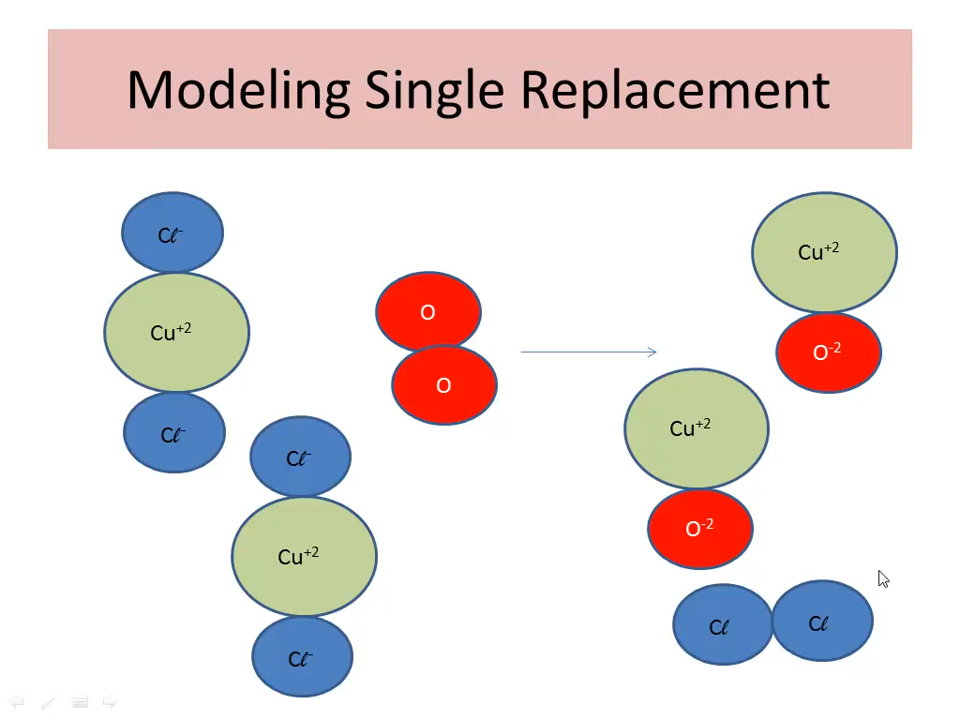 Modeling Single Replacement
Cℓ⁻
Cu⁺²
Cℓ⁻
Cℓ⁻
Cu⁺²
Cℓ⁻
O
O
Cu⁺²
O⁻²
Cu⁺²
O⁻²
Cℓ
Cℓ